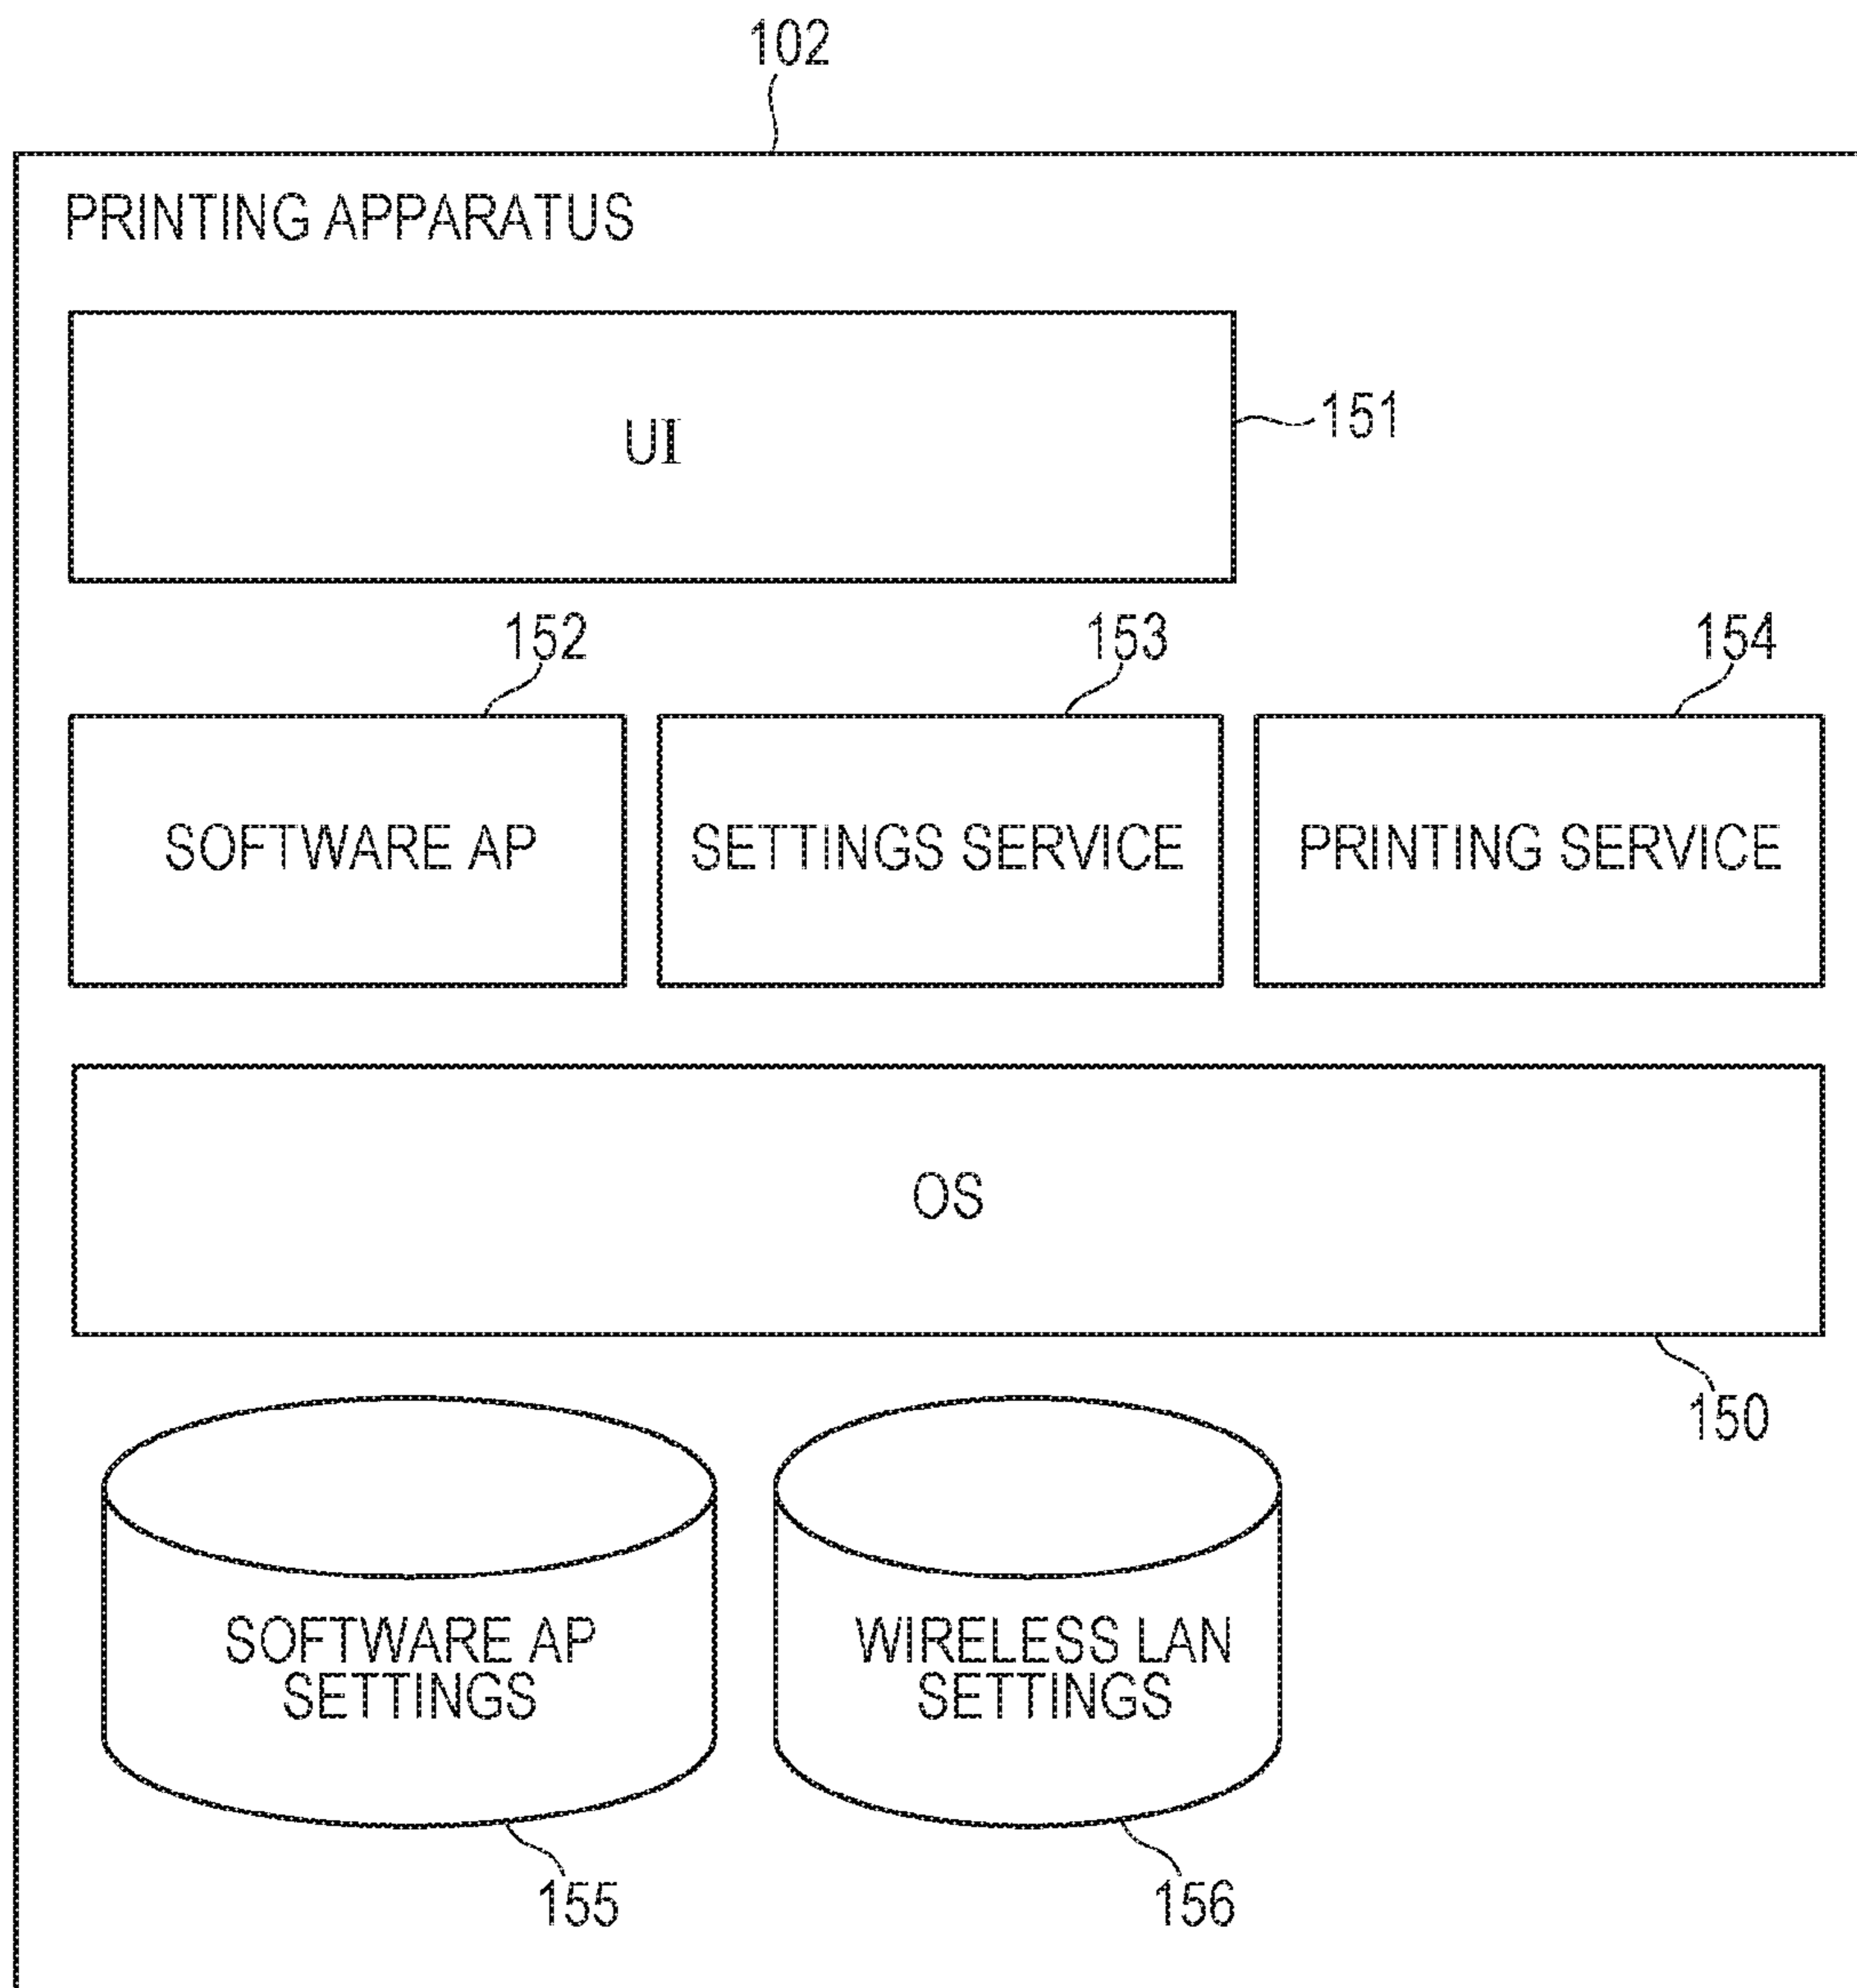 102
PRINTING APPARATUS
UI
151
152
153
154
SOFTWARE AP
SETTINGS SERVICE
PRINTING SERVICE
OS
150
SOFTWARE AP
SETTINGS
WIRELESS LAN
SETTINGS
155
156